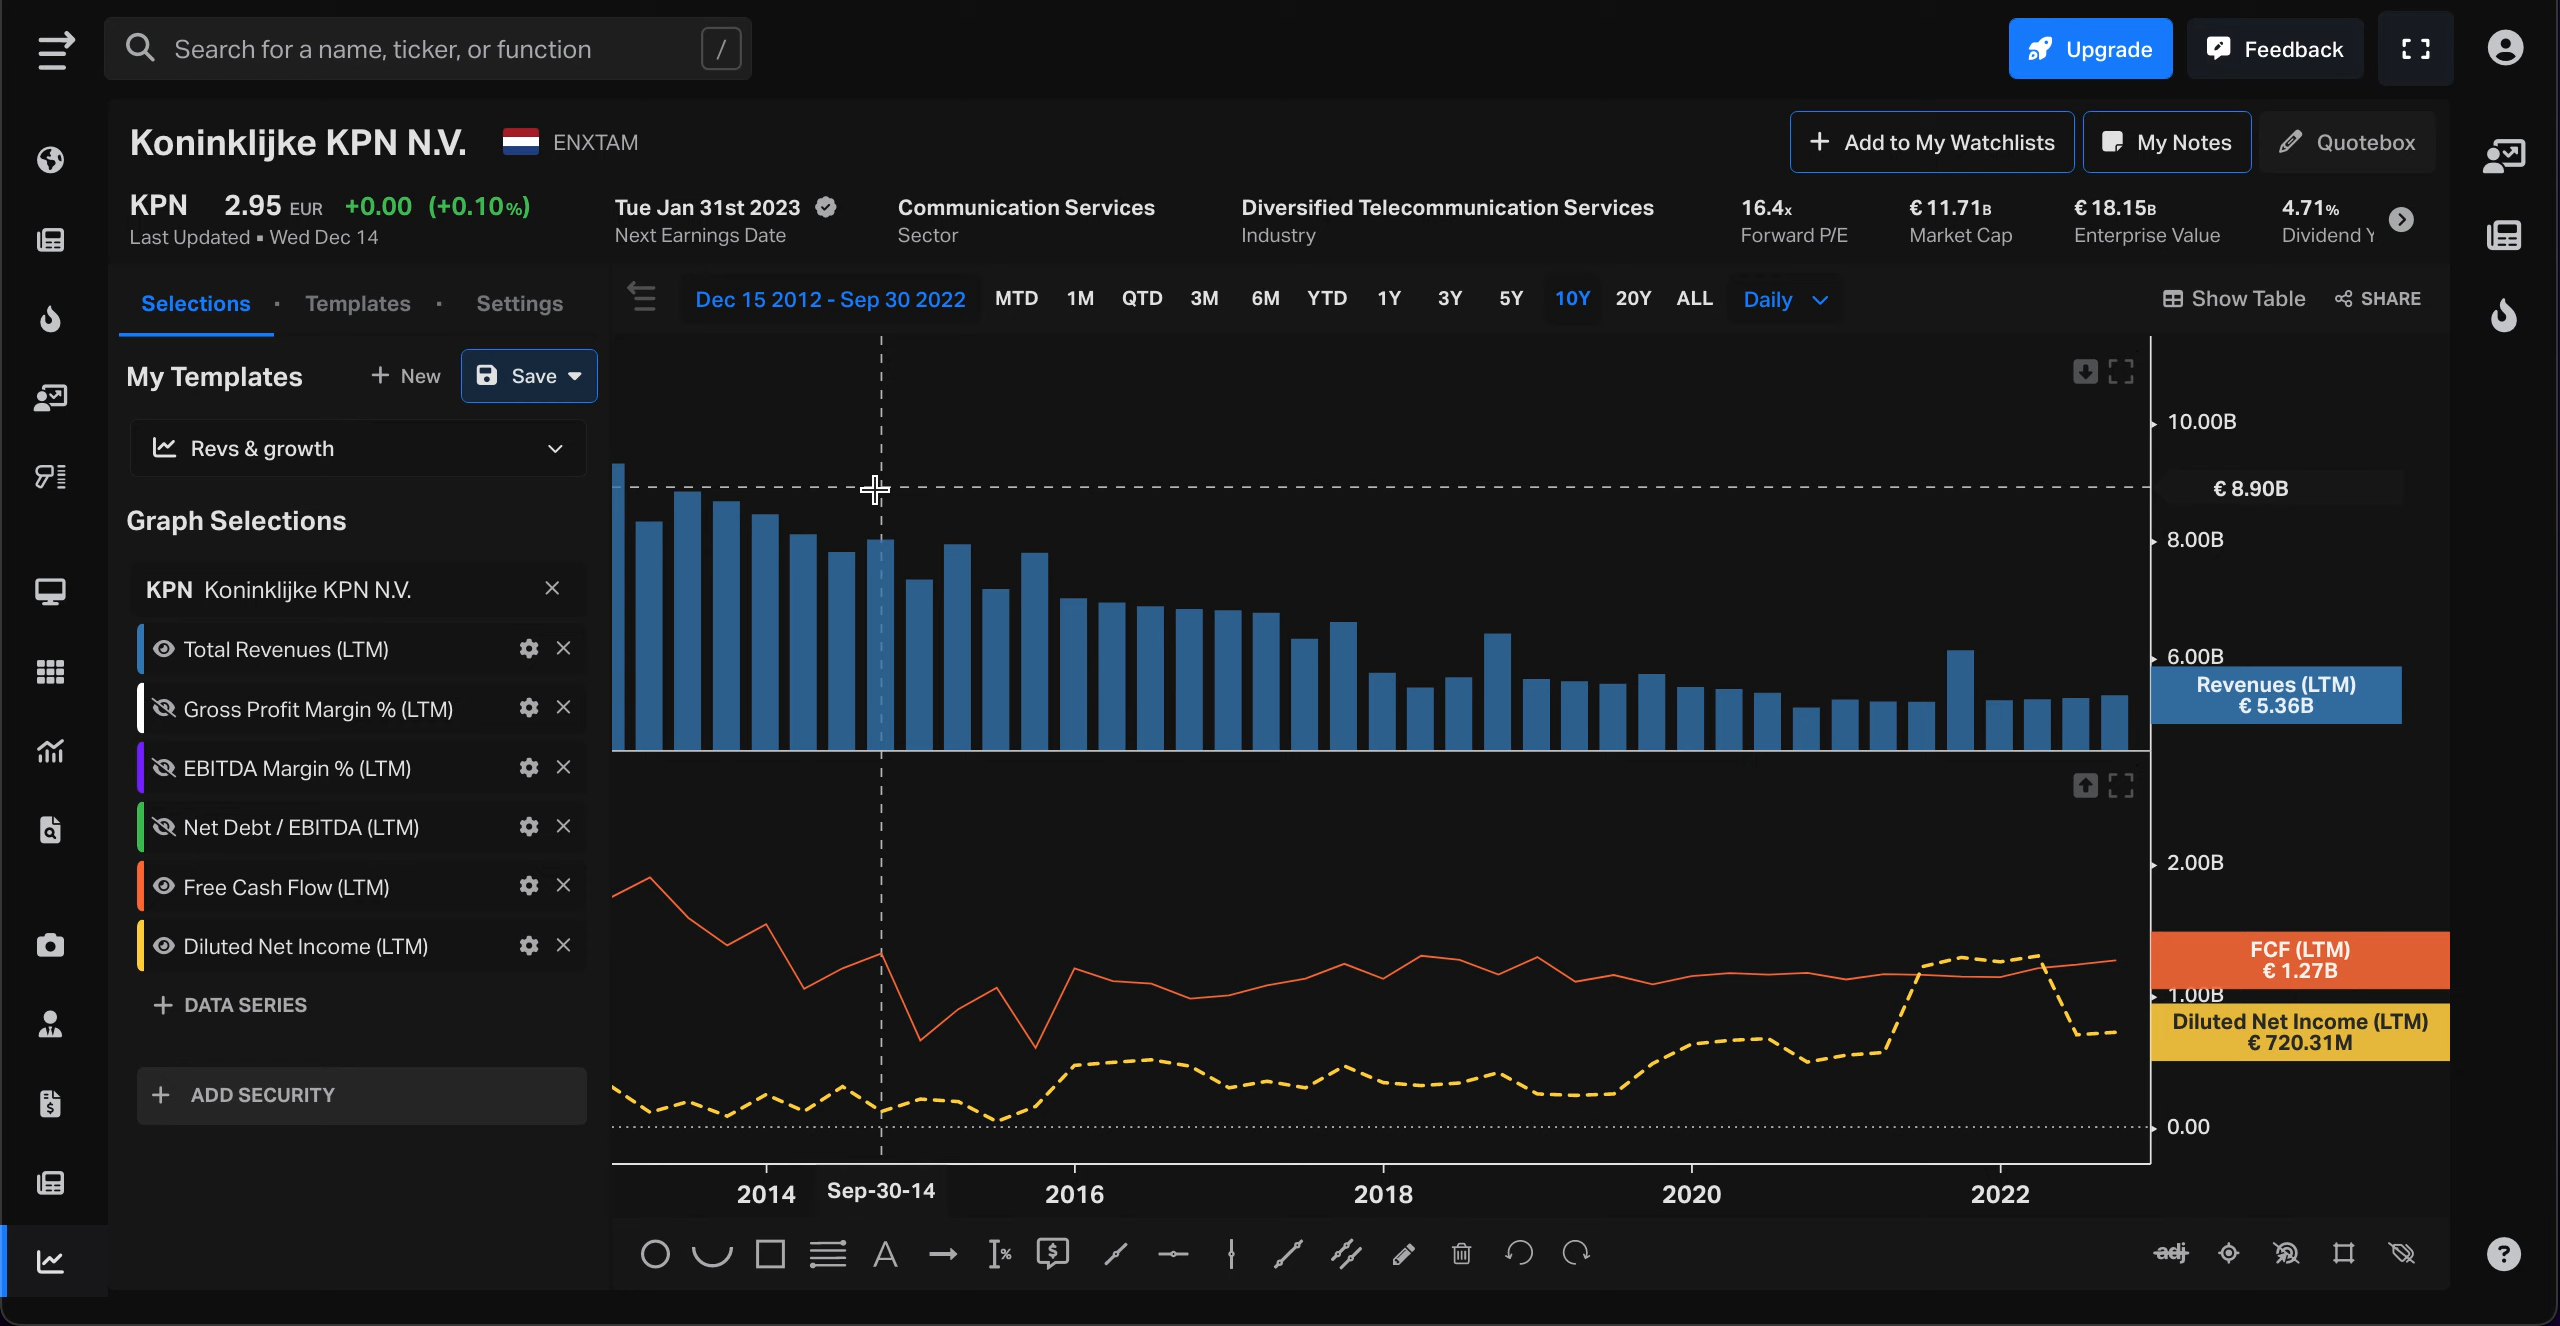 Search for a name, ticker, or function /
Upgrade
Feedback
Koninklijke KPN N.V. ENXTAM
+ Add to My Watchlists
My Notes
Quotebox
KPN 2.95 EUR +0.00 (+0.10%)
Last Updated ▪ Wed Dec 14
Tue Jan 31st 2023
Next Earnings Date
Communication Services
Sector
Diversified Telecommunication Services
Industry
16.4x
Forward P/E
€ 11.71B
Market Cap
€ 18.15B
Enterprise Value
4.71%
Dividend Y
Selections · Templates · Settings
Dec 15 2012 - Sep 30 2022 MTD 1M QTD 3M 6M YTD 1Y 3Y 5Y 10Y 20Y ALL Daily
Show Table SHARE
My Templates + New Save
Revs & growth
Graph Selections
KPN Koninklijke KPN N.V.
Total Revenues (LTM)
Gross Profit Margin % (LTM)
EBITDA Margin % (LTM)
Net Debt / EBITDA (LTM)
Free Cash Flow (LTM)
Diluted Net Income (LTM)
+ DATA SERIES
+ ADD SECURITY
10.00B
€ 8.90B
8.00B
6.00B
Revenues (LTM)
€ 5.36B
2.00B
FCF (LTM)
€ 1.27B
1.00B
Diluted Net Income (LTM)
€ 720.31M
0.00
2014 Sep-30-14 2016 2018 2020 2022
A
%
$
adj
?